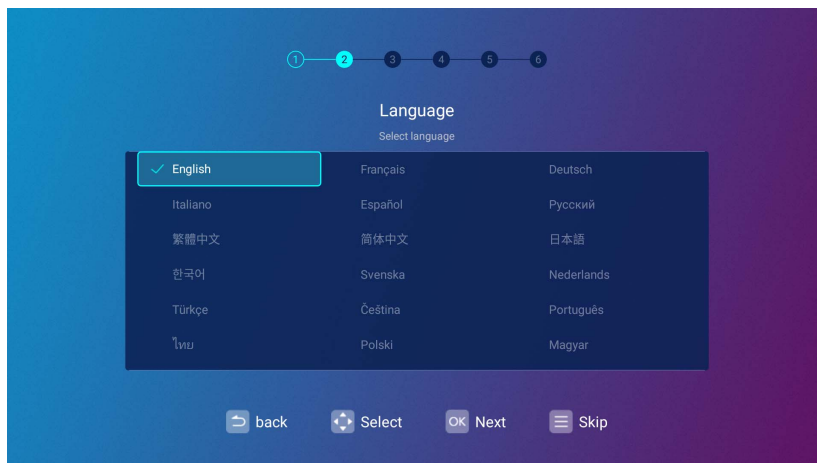 1 2 3 4 5 6
Language
Select language
English Français Deutsch
Italiano Español Русский
繁體中文 简体中文 日本語
한국어 Svenska Nederlands
Türkçe Čeština Português
ไทย Polski Magyar
back Select OK Next Skip